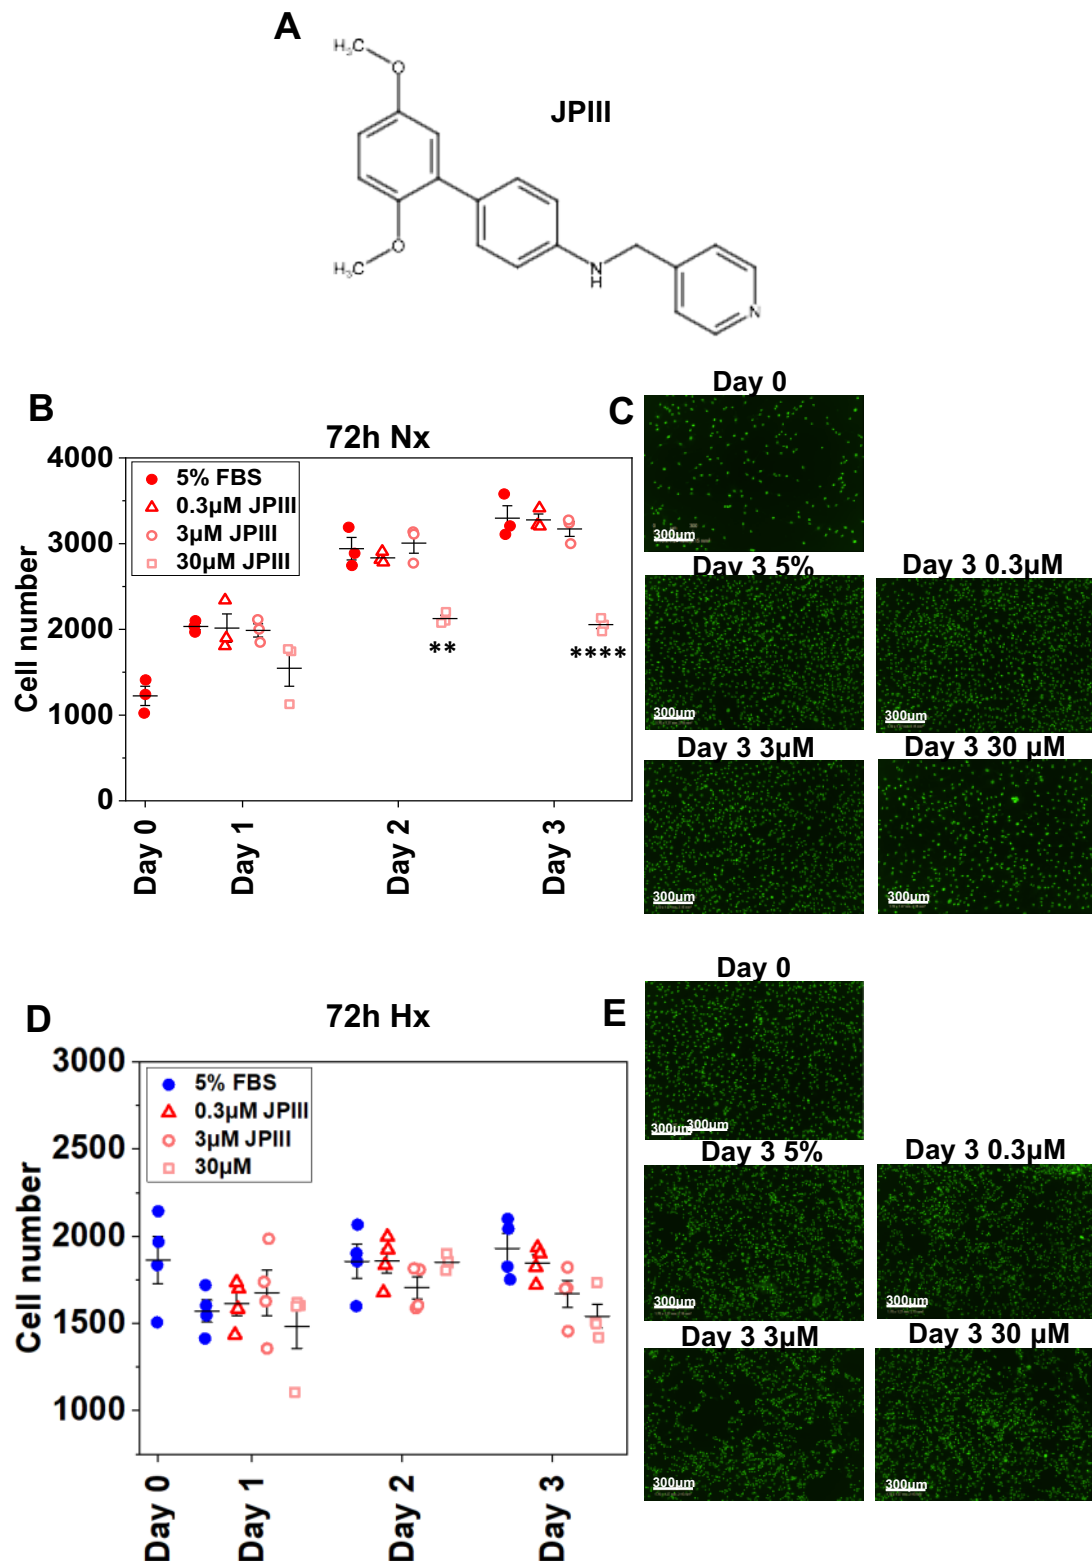 A
H₃C
O
JPIII
O
H₃C
N
H
N
B
72h Nx
4000
3000
2000
1000
0
Cell number
5% FBS
0.3µM JPIII
3µM JPIII
30µM JPIII
**
****
Day 0
Day 1
Day 2
Day 3
C
Day 0
300µm
Day 3 5%
Day 3 0.3µM
300µm
300µm
Day 3 3µM
Day 3 30 µM
300µm
300µm
D
72h Hx
3000
2500
2000
1500
1000
Cell number
5% FBS
0.3µM JPIII
3µM JPIII
30µM
Day 0
Day 1
Day 2
Day 3
E
Day 0
300µm 300µm
Day 3 5%
Day 3 0.3µM
300µm
300µm
Day 3 3µM
Day 3 30 µM
300µm
300µm